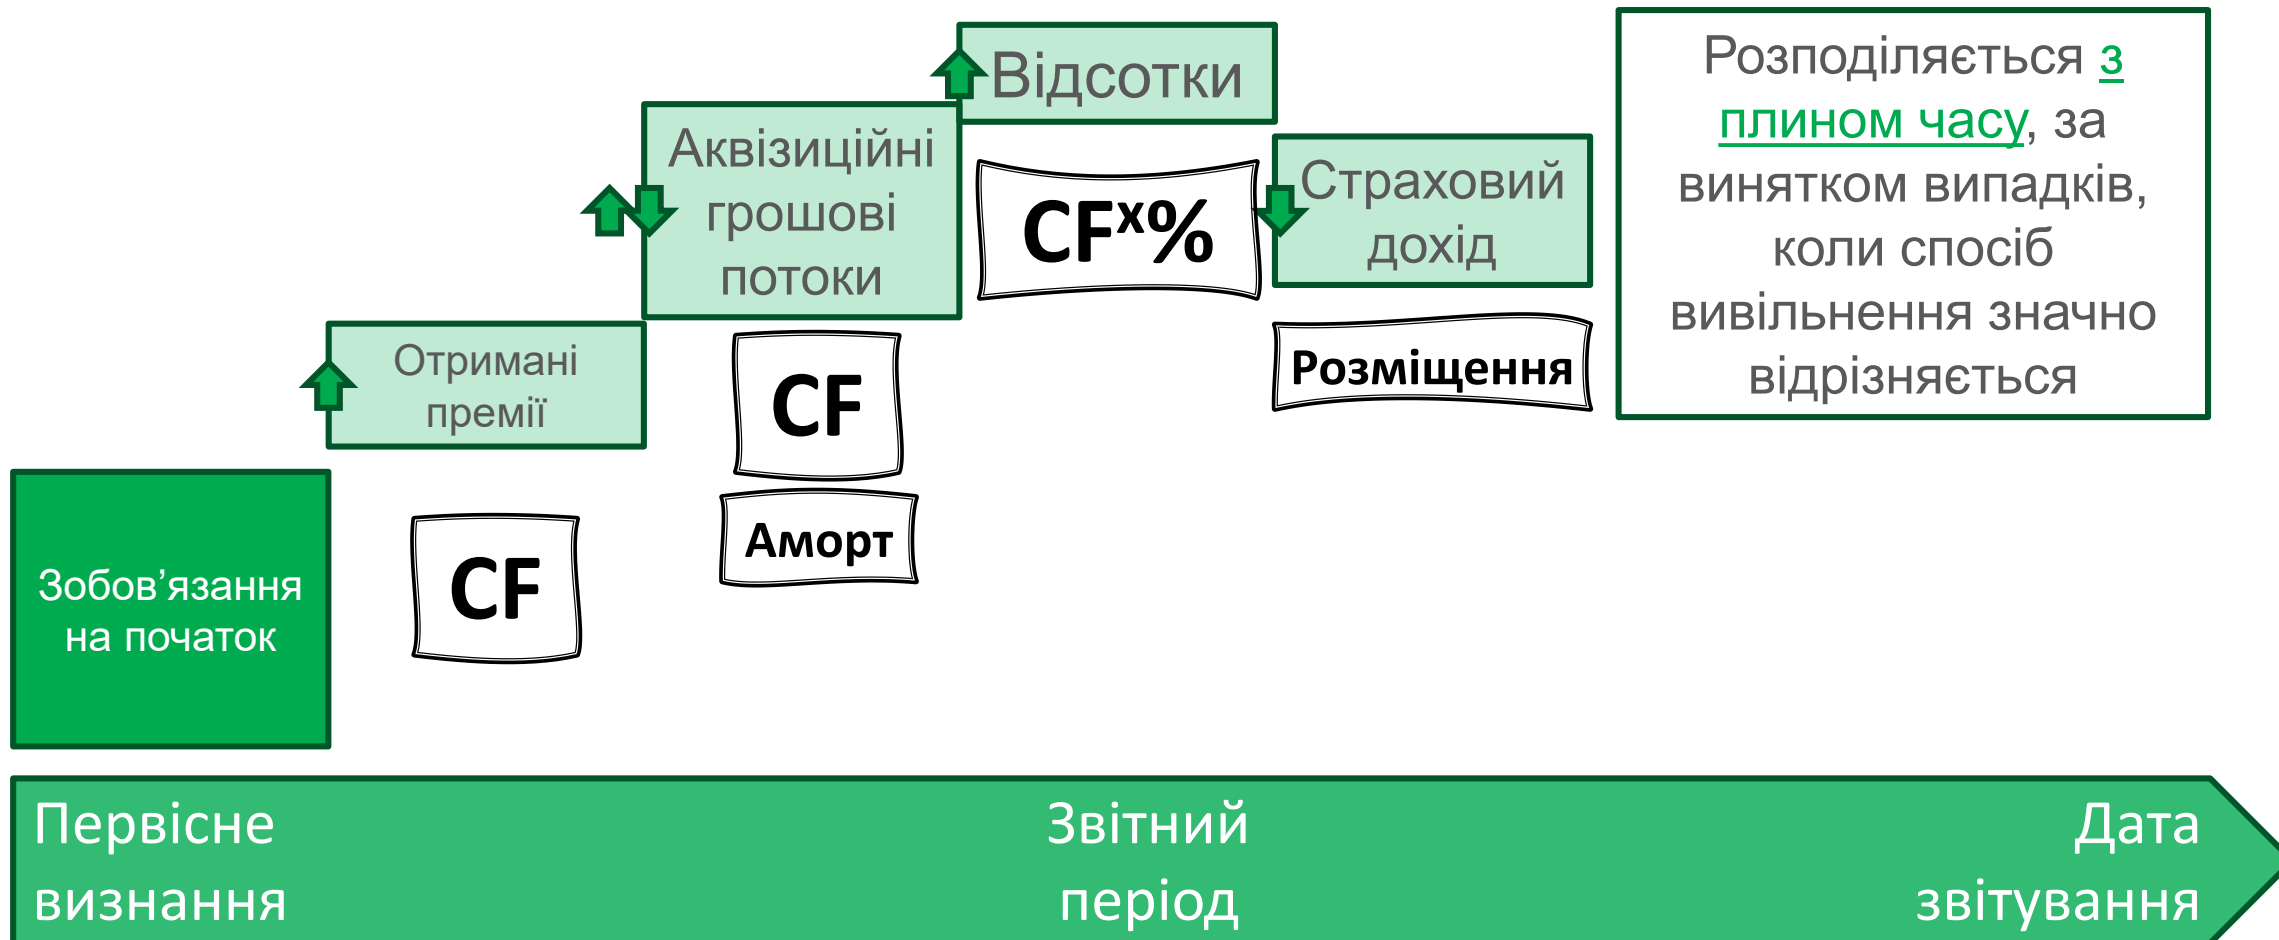 Відсотки
Аквізиційні
грошові
потоки
CFˣ%
Страховий
дохід
Розподіляється з
плином часу, за
винятком випадків,
коли спосіб
вивільнення значно
відрізняється
Отримані
премії
CF
Розміщення
Аморт
CF
Зобов’язання
на початок
Первісне
визнання
Звітний
період
Дата
звітування